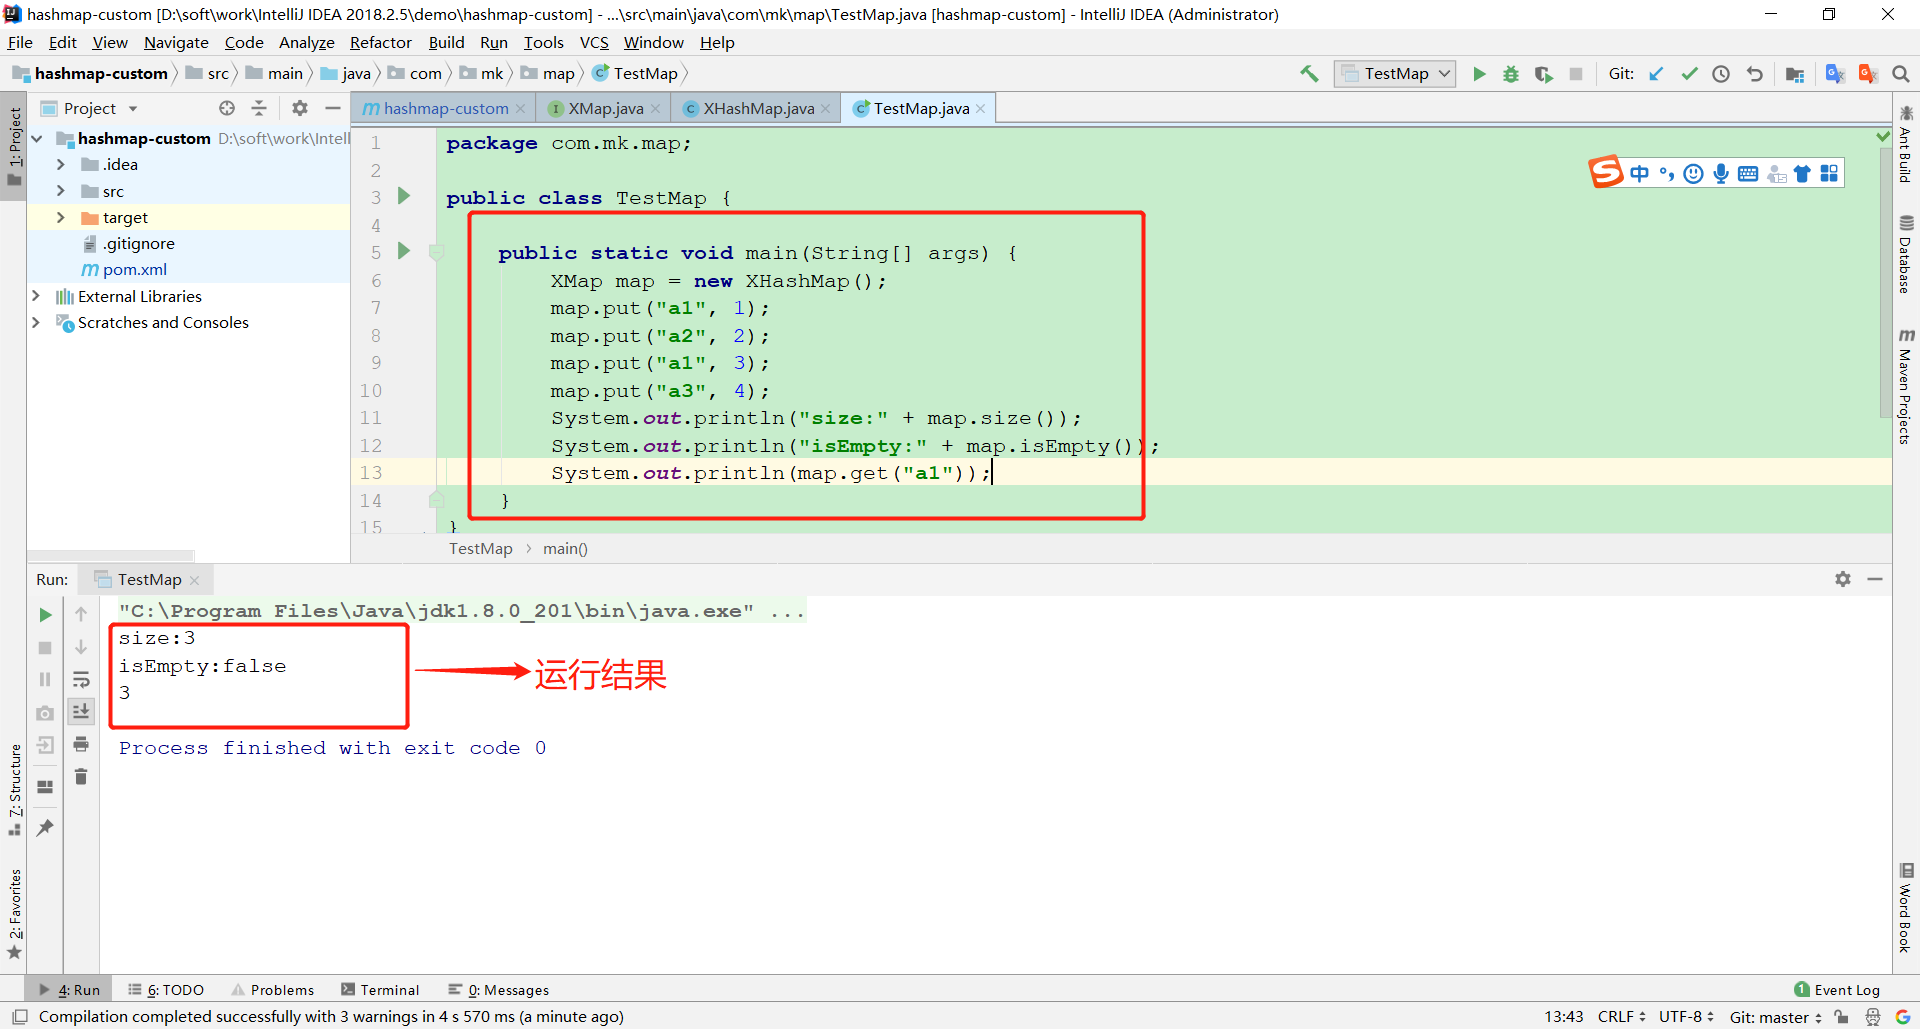 hashmap-custom [D:\soft\work\IntelliJ IDEA 2018.2.5\demo\hashmap-custom] - ...\src\main\java\com\mk\map\TestMap.java [hashmap-custom] - IntelliJ IDEA (Administrator)
File Edit View Navigate Code Analyze Refactor Build Run Tools VCS Window Help
hashmap-custom src main java com mk map TestMap
TestMap
Git:
1: Project
Project
hashmap-custom D:\soft\work\Intell
.idea
src
target
.gitignore
pom.xml
External Libraries
Scratches and Consoles
hashmap-custom XMap.java XHashMap.java TestMap.java
1 package com.mk.map;
2
3 public class TestMap {
4
5 public static void main(String[] args) {
6 XMap map = new XHashMap();
7 map.put("a1", 1);
8 map.put("a2", 2);
9 map.put("a1", 3);
10 map.put("a3", 4);
11 System.out.println("size:" + map.size());
12 System.out.println("isEmpty:" + map.isEmpty());
13 System.out.println(map.get("a1"));
14 }
15 }
TestMap main()
中
Ant Build
Database
Maven Projects
Word Book
Run: TestMap
"C:\Program Files\Java\jdk1.8.0_201\bin\java.exe" ...
size:3
isEmpty:false
3
运行结果
Process finished with exit code 0
7: Structure
2: Favorites
4: Run 6: TODO Problems Terminal 0: Messages
1 Event Log
Compilation completed successfully with 3 warnings in 4 s 570 ms (a minute ago)
13:43 CRLF UTF-8 Git: master